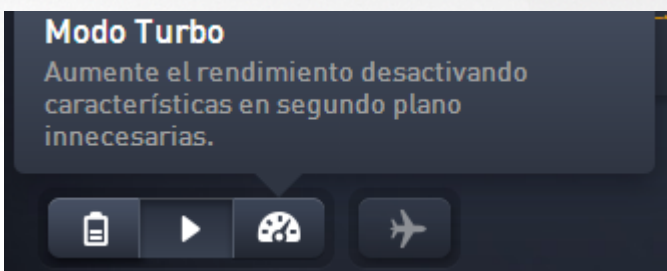 Modo Turbo
Aumente el rendimiento desactivando
características en segundo plano
innecesarias.